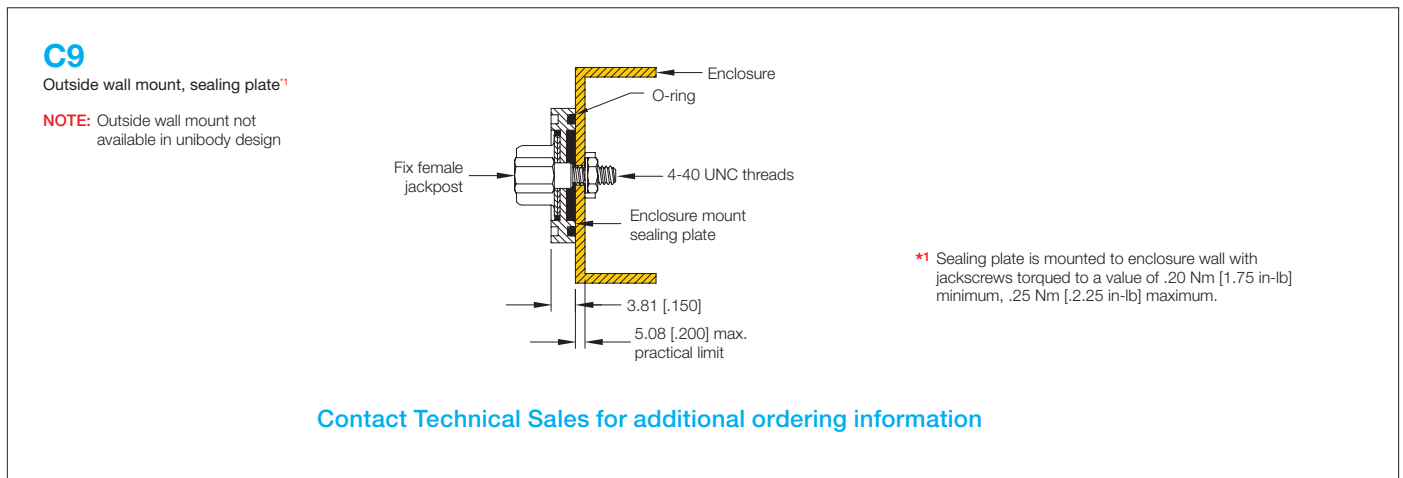 C9
Outside wall mount, sealing plate*1
NOTE: Outside wall mount not
available in unibody design
Enclosure
O-ring
Fix female
jackpost
4-40 UNC threads
Enclosure mount
sealing plate
*1 Sealing plate is mounted to enclosure wall with
jackscrews torqued to a value of .20 Nm [1.75 in-lb]
minimum, .25 Nm [.2.25 in-lb] maximum.
3.81 [.150]
5.08 [.200] max.
practical limit
Contact Technical Sales for additional ordering information